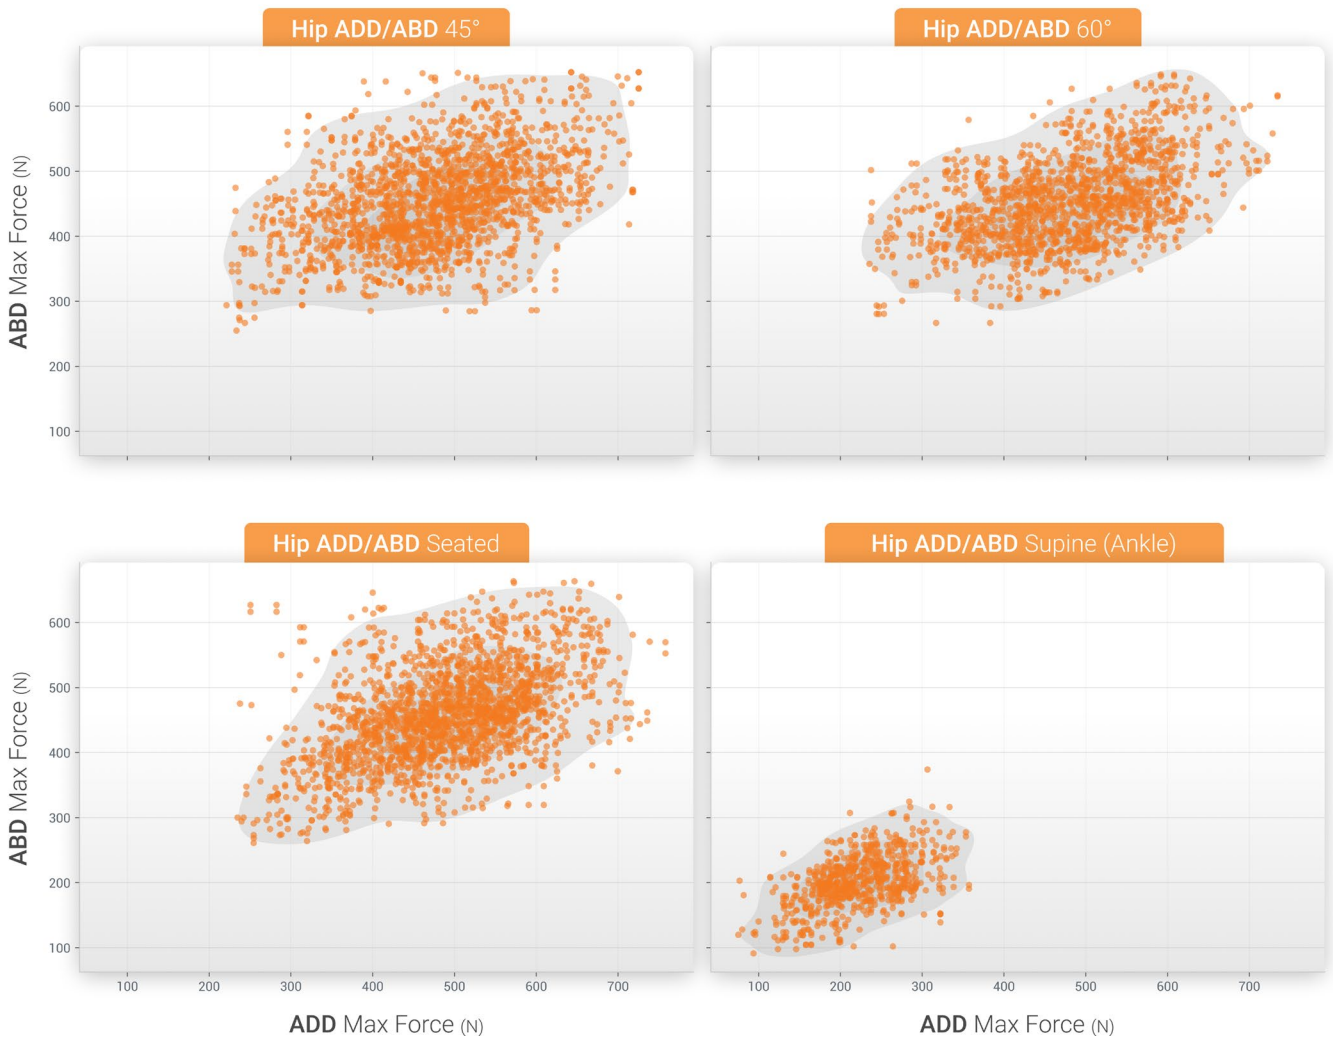 Hip ADD/ABD 45°
Hip ADD/ABD 60°
ABD Max Force (N)
600
500
400
300
200
100
Hip ADD/ABD Seated
Hip ADD/ABD Supine (Ankle)
ABD Max Force (N)
600
500
400
300
200
100
100 200 300 400 500 600 700
100 200 300 400 500 600 700
ADD Max Force (N)
ADD Max Force (N)